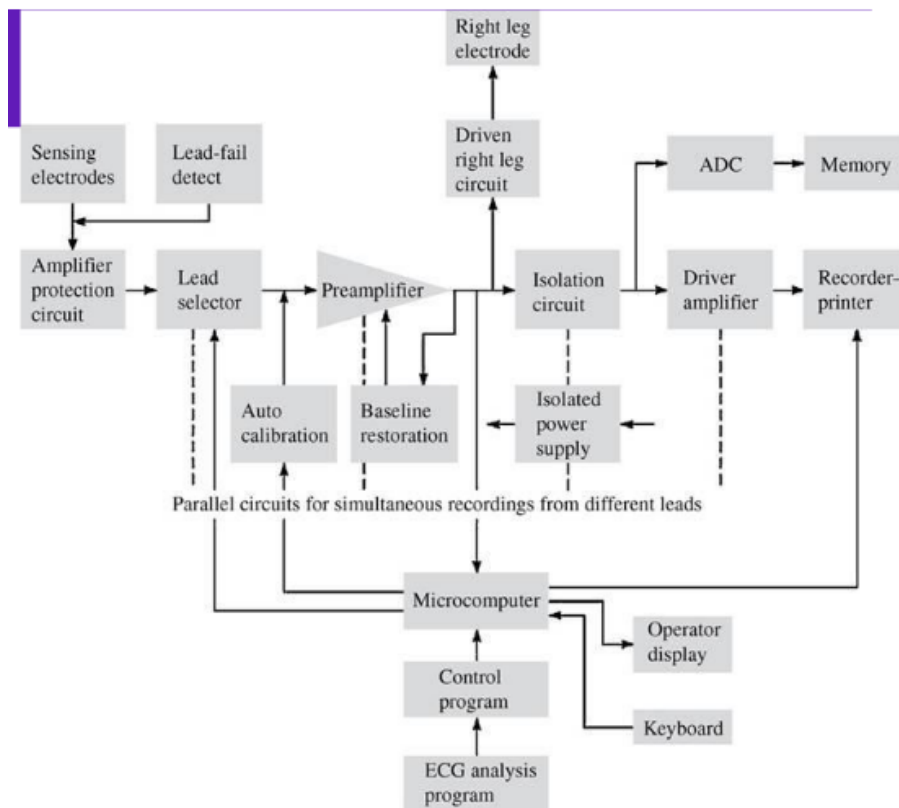 Right leg
electrode
Sensing
electrodes
Lead-fail
detect
Driven
right leg
circuit
ADC
Memory
Amplifier
protection
circuit
Lead
selector
Preamplifier
Isolation
circuit
Driver
amplifier
Recorder–
printer
Auto
calibration
Baseline
restoration
Isolated
power
supply
Parallel circuits for simultaneous recordings from different leads
Microcomputer
Operator
display
Control
program
Keyboard
ECG analysis
program